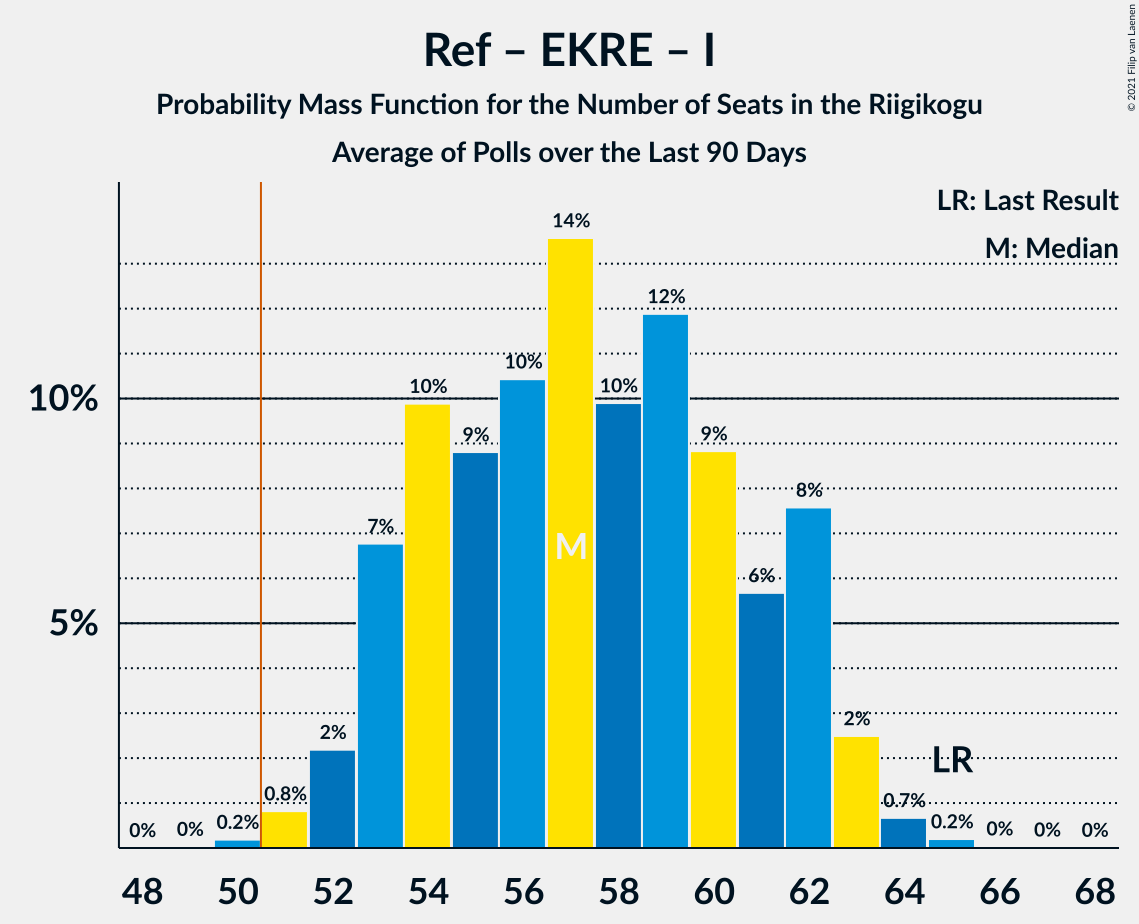 Ref – EKRE – I
Probability Mass Function for the Number of Seats in the Riigikogu
Average of Polls over the Last 90 Days
© 2021 Filip van Laenen
LR: Last Result
M: Median
10%
5%
0%
0%
0.2%
0.8%
2%
7%
10%
9%
10%
14%
10%
12%
9%
6%
8%
2%
0.7%
0.2%
0%
0%
0%
M
LR
48 50 52 54 56 58 60 62 64 66 68